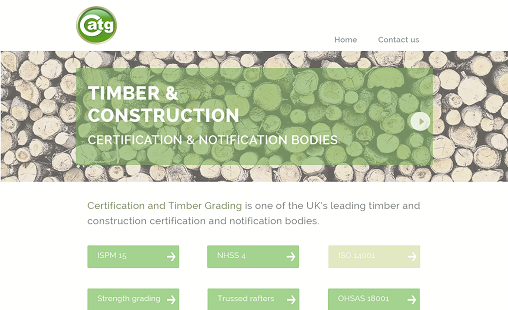 catg
Home Contact us
TIMBER &
CONSTRUCTION
CERTIFICATION & NOTIFICATION BODIES
Certification and Timber Grading is one of the UK's leading timber and
construction certification and notification bodies.
ISPM 15 NHSS 4 ISO 14001
Strength grading Trussed rafters OHSAS 18001